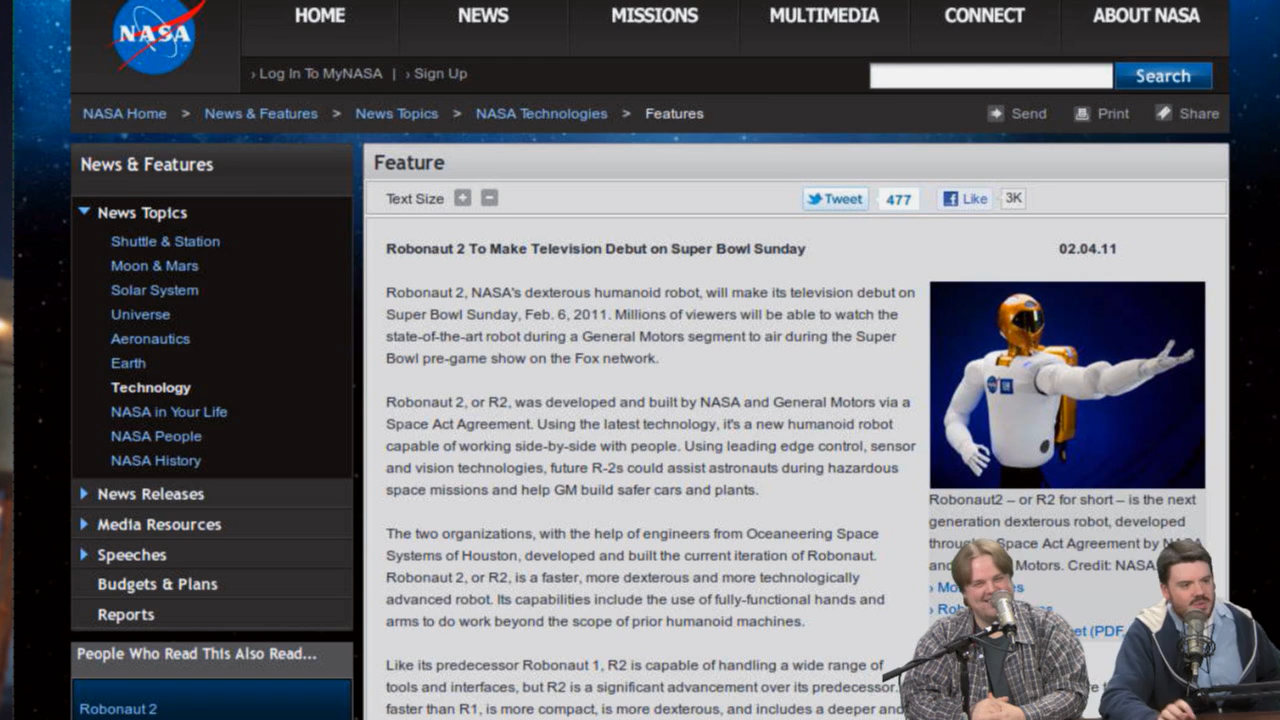 NASA
HOME
NEWS
MISSIONS
MULTIMEDIA
CONNECT
ABOUT NASA
› Log In To MyNASA | › Sign Up
Search
NASA Home > News & Features > News Topics > NASA Technologies > Features
Send
Print
Share
News & Features
News Topics
Shuttle & Station
Moon & Mars
Solar System
Universe
Aeronautics
Earth
Technology
NASA in Your Life
NASA People
NASA History
News Releases
Media Resources
Speeches
Budgets & Plans
Reports
People Who Read This Also Read...
Robonaut 2
Feature
Text Size + -
Tweet 477
Like 3K
Robonaut 2 To Make Television Debut on Super Bowl Sunday
02.04.11
Robonaut 2, NASA's dexterous humanoid robot, will make its television debut on
Super Bowl Sunday, Feb. 6, 2011. Millions of viewers will be able to watch the
state-of-the-art robot during a General Motors segment to air during the Super
Bowl pre-game show on the Fox network.
Robonaut 2, or R2, was developed and built by NASA and General Motors via a
Space Act Agreement. Using the latest technology, it's a new humanoid robot
capable of working side-by-side with people. Using leading edge control, sensor
and vision technologies, future R-2s could assist astronauts during hazardous
space missions and help GM build safer cars and plants.
The two organizations, with the help of engineers from Oceaneering Space
Systems of Houston, developed and built the current iteration of Robonaut.
Robonaut 2, or R2, is a faster, more dexterous and more technologically
advanced robot. Its capabilities include the use of fully-functional hands and
arms to do work beyond the scope of prior humanoid machines.
Like its predecessor Robonaut 1, R2 is capable of handling a wide range of
tools and interfaces, but R2 is a significant advancement over its predecessor.
faster than R1, is more compact, is more dexterous, and includes a deeper and
Robonaut2 – or R2 for short – is the next
generation dexterous robot, developed
Space Act Agreement by
Motors. Credit: NASA
(PDF,